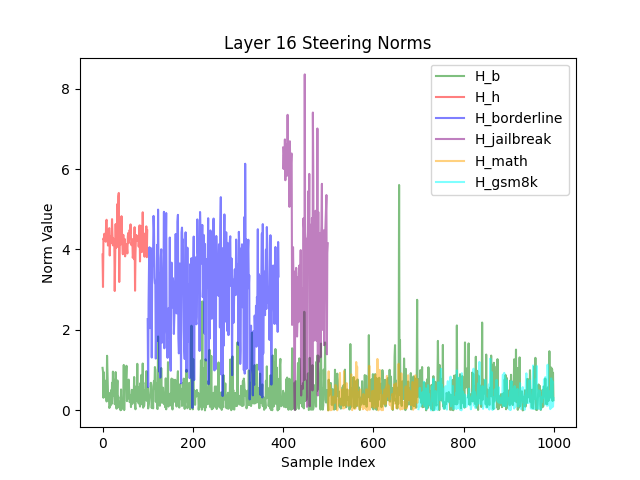 Layer 16 Steering Norms
H_b
H_h
H_borderline
H_jailbreak
H_math
H_gsm8k
Norm Value
8
6
4
2
0
0 200 400 600 800 1000
Sample Index